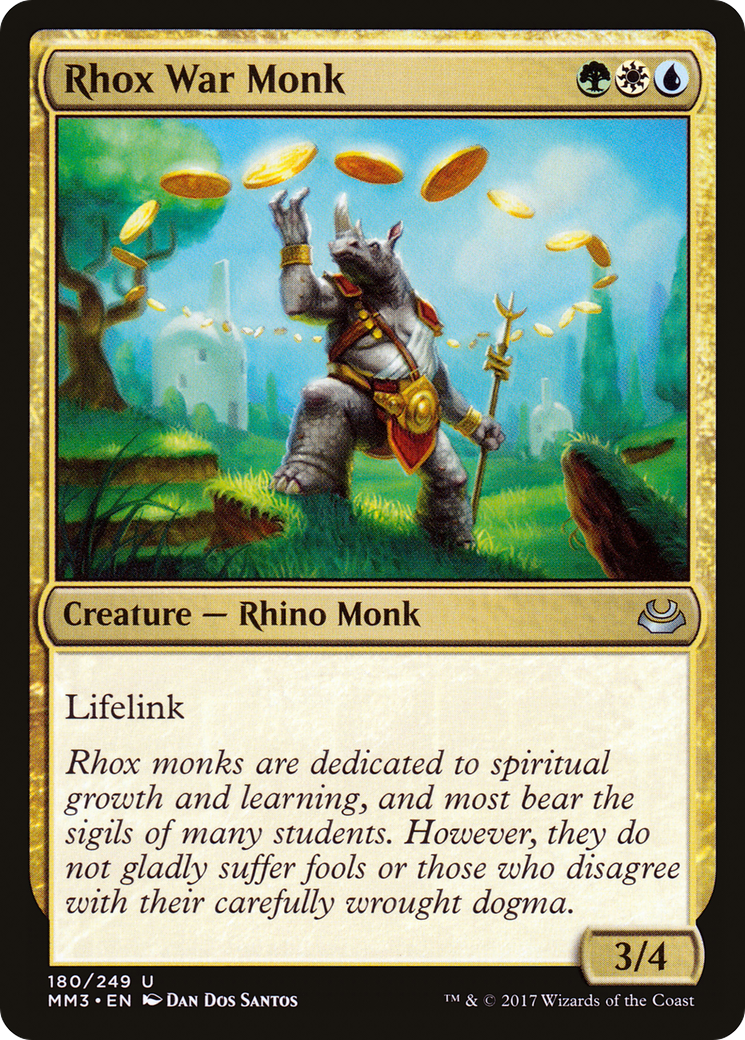 Rhox War Monk
Creature — Rhino Monk
Lifelink
Rhox monks are dedicated to spiritual
growth and learning, and most bear the
sigils of many students. However, they do
not gladly suffer fools or those who disagree
with their carefully wrought dogma.
3/4
180/249 U
MM3 • EN Dan Dos Santos
™ & © 2017 Wizards of the Coast